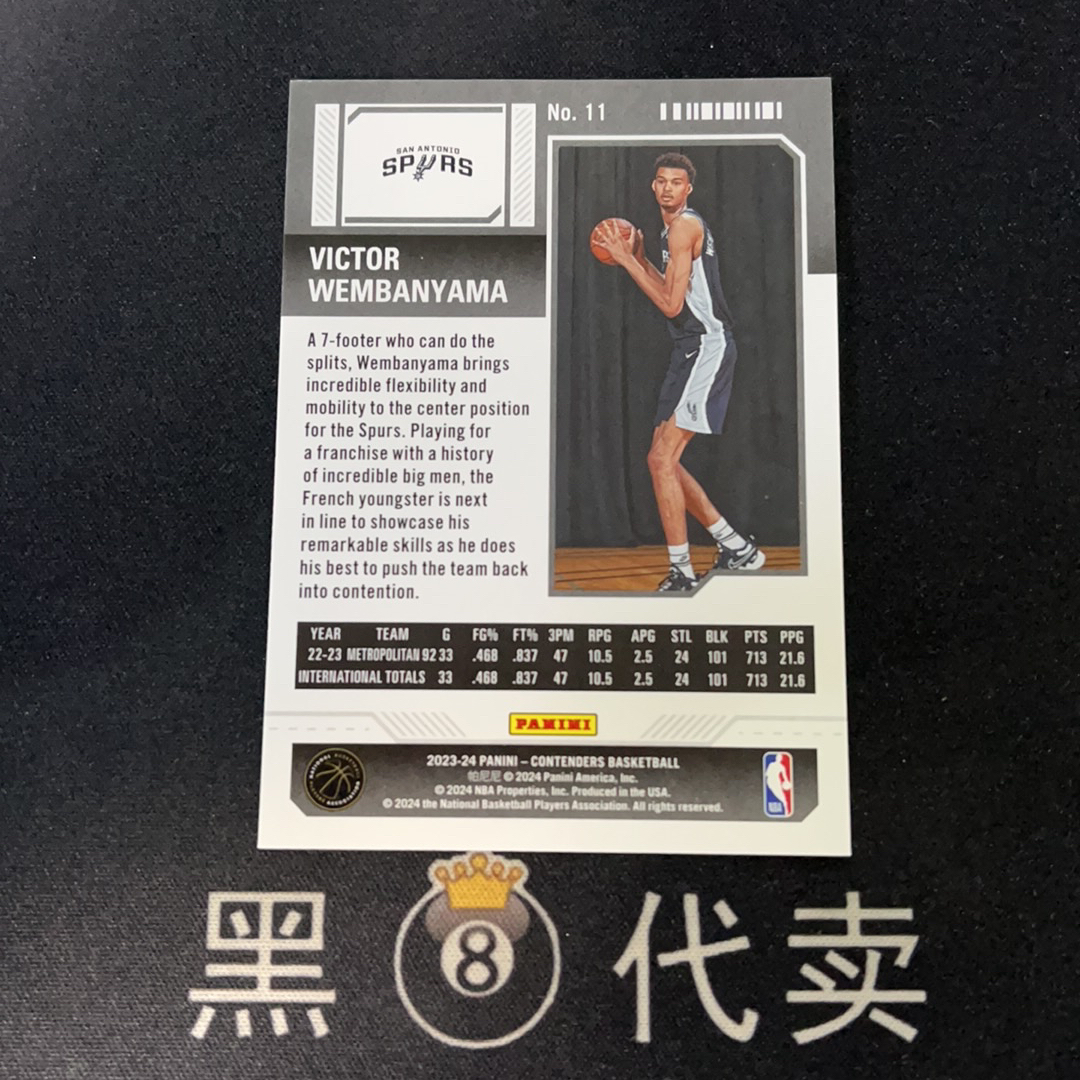 SAN ANTONIO
SPURS
No. 11
VICTOR
WEMBANYAMA
A 7-footer who can do the
splits, Wembanyama brings
incredible flexibility and
mobility to the center position
for the Spurs. Playing for
a franchise with a history
of incredible big men, the
French youngster is next
in line to showcase his
remarkable skills as he does
his best to push the team back
into contention.
YEAR TEAM G FG% FT% 3PM RPG APG STL BLK PTS PPG
22-23 METROPOLITAN 92 33 .468 .837 47 10.5 2.5 24 101 713 21.6
INTERNATIONAL TOTALS 33 .468 .837 47 10.5 2.5 24 101 713 21.6
PANINI
2023-24 PANINI – CONTENDERS BASKETBALL
帕尼尼 © 2024 Panini America, Inc.
© 2024 NBA Properties, Inc. Produced in the USA.
© 2024 the National Basketball Players Association. All rights reserved.
NATIONAL BASKETBALL
PLAYERS ASSOCIATION
NBA
黑 8 代卖